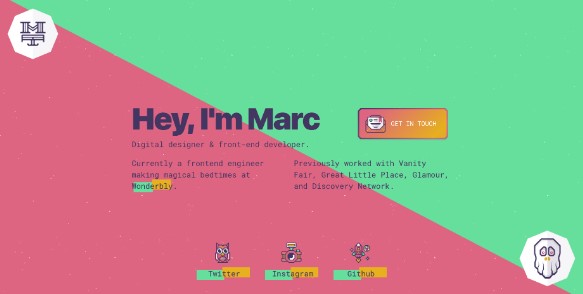 Hey, I'm Marc
GET IN TOUCH
Digital designer & front-end developer.
Currently a frontend engineer
making magical bedtimes at
Wonderbly.
Previously worked with Vanity
Fair, Great Little Place, Glamour,
and Discovery Network.
Twitter
Instagram
Github